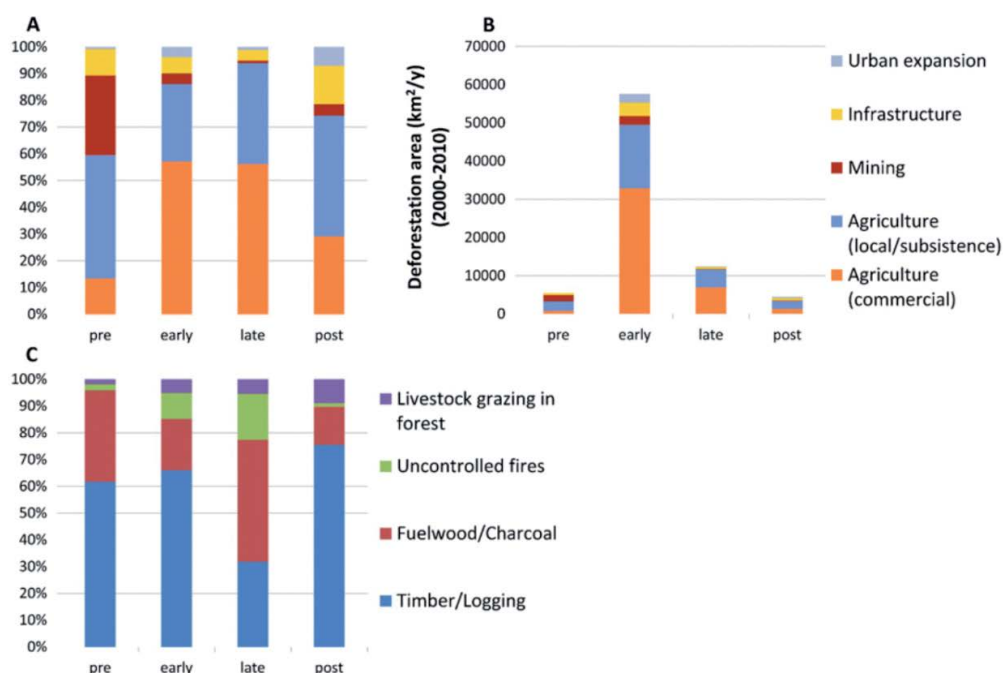 A
100%
90%
80%
70%
60%
50%
40%
30%
20%
10%
0%
pre early late post
B
Deforestation area (km²/y)
(2000-2010)
70000
60000
50000
40000
30000
20000
10000
0
pre early late post
Urban expansion
Infrastructure
Mining
Agriculture
(local/subsistence)
Agriculture
(commercial)
C
100%
90%
80%
70%
60%
50%
40%
30%
20%
10%
0%
pre early late post
Livestock grazing in
forest
Uncontrolled fires
Fuelwood/Charcoal
Timber/Logging